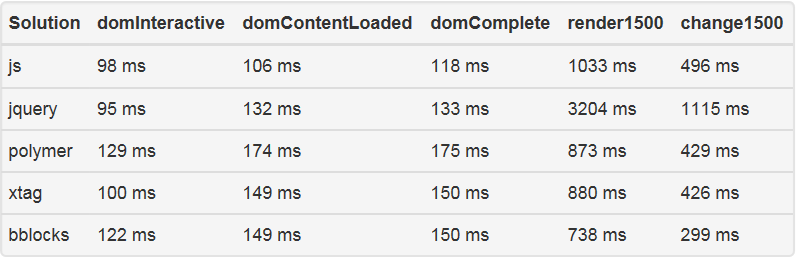 Solution domInteractive domContentLoaded domComplete render1500 change1500
js 98 ms 106 ms 118 ms 1033 ms 496 ms
jquery 95 ms 132 ms 133 ms 3204 ms 1115 ms
polymer 129 ms 174 ms 175 ms 873 ms 429 ms
xtag 100 ms 149 ms 150 ms 880 ms 426 ms
bblocks 122 ms 149 ms 150 ms 738 ms 299 ms